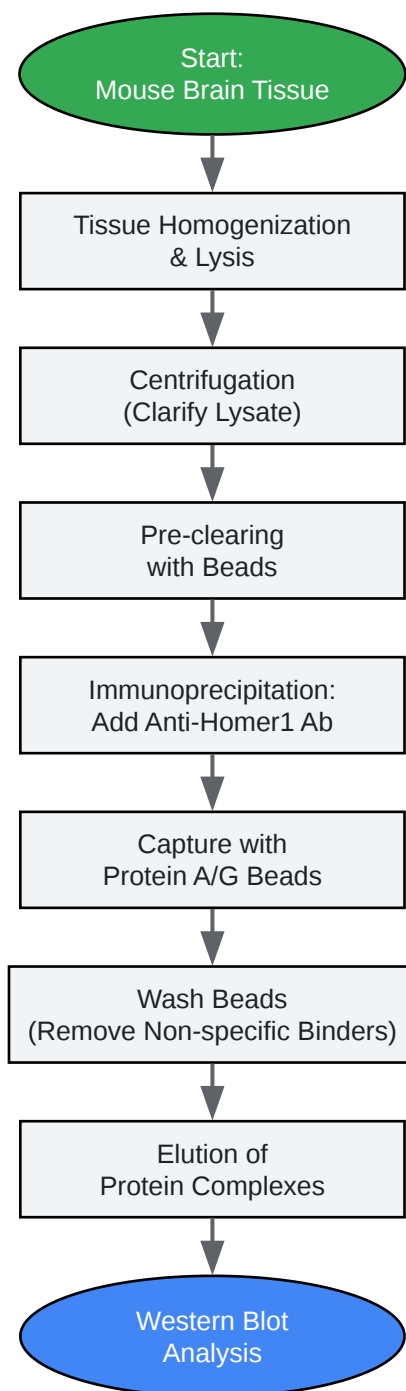 Start:
Mouse Brain Tissue
Tissue Homogenization
& Lysis
Centrifugation
(Clarify Lysate)
Pre-clearing
with Beads
Immunoprecipitation:
Add Anti-Homer1 Ab
Capture with
Protein A/G Beads
Wash Beads
(Remove Non-specific Binders)
Elution of
Protein Complexes
Western Blot
Analysis